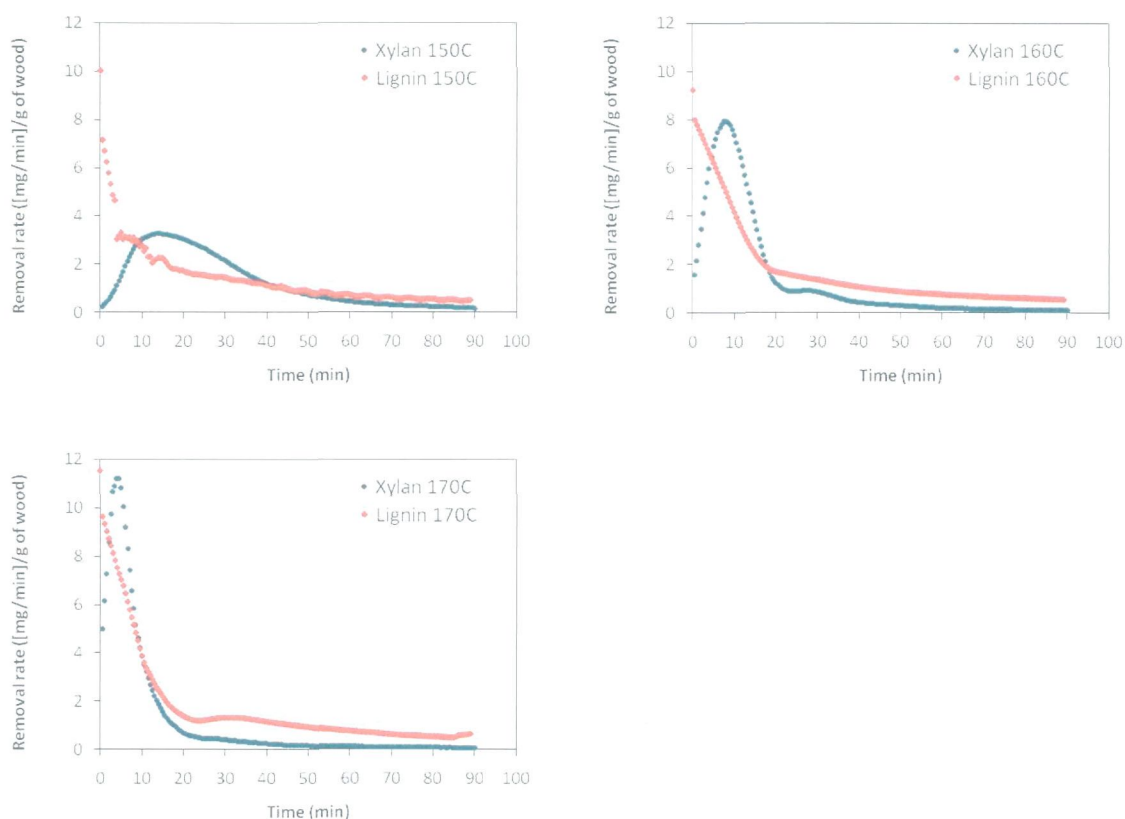 12
10
8
6
4
2
0
Removal rate ([mg/min]/g of wood)
Xylan 150C
Lignin 150C
0 10 20 30 40 50 60 70 80 90 100
Time (min)
12
10
8
6
4
2
0
Removal rate ([mg/min]/g of wood)
Xylan 160C
Lignin 160C
0 10 20 30 40 50 60 70 80 90 100
Time (min)
12
10
8
6
4
2
0
Removal rate ([mg/min]/g of wood)
Xylan 170C
Lignin 170C
0 10 20 30 40 50 60 70 80 90 100
Time (min)